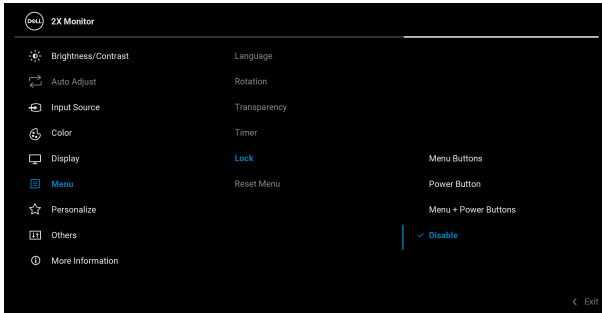 DELL 2X Monitor
Brightness/Contrast
Language
Auto Adjust
Rotation
Input Source
Transparency
Color
Timer
Display
Lock
Menu Buttons
Menu
Reset Menu
Power Button
Personalize
Menu + Power Buttons
Others
Disable
More Information
Exit